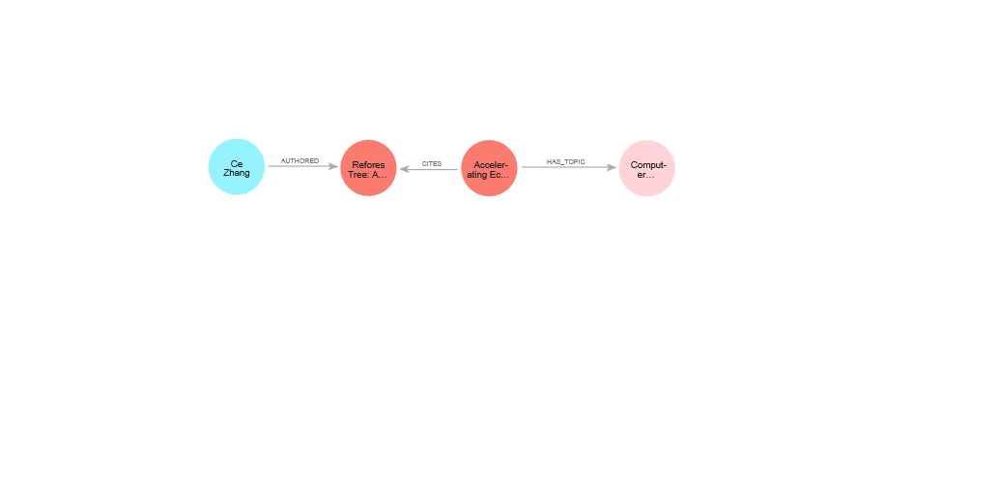 Ce
Zhang
AUTHORED
Refores
Tree: A...
CITES
Acceler-
ating Ec...
HAS_TOPIC
Comput-
er...